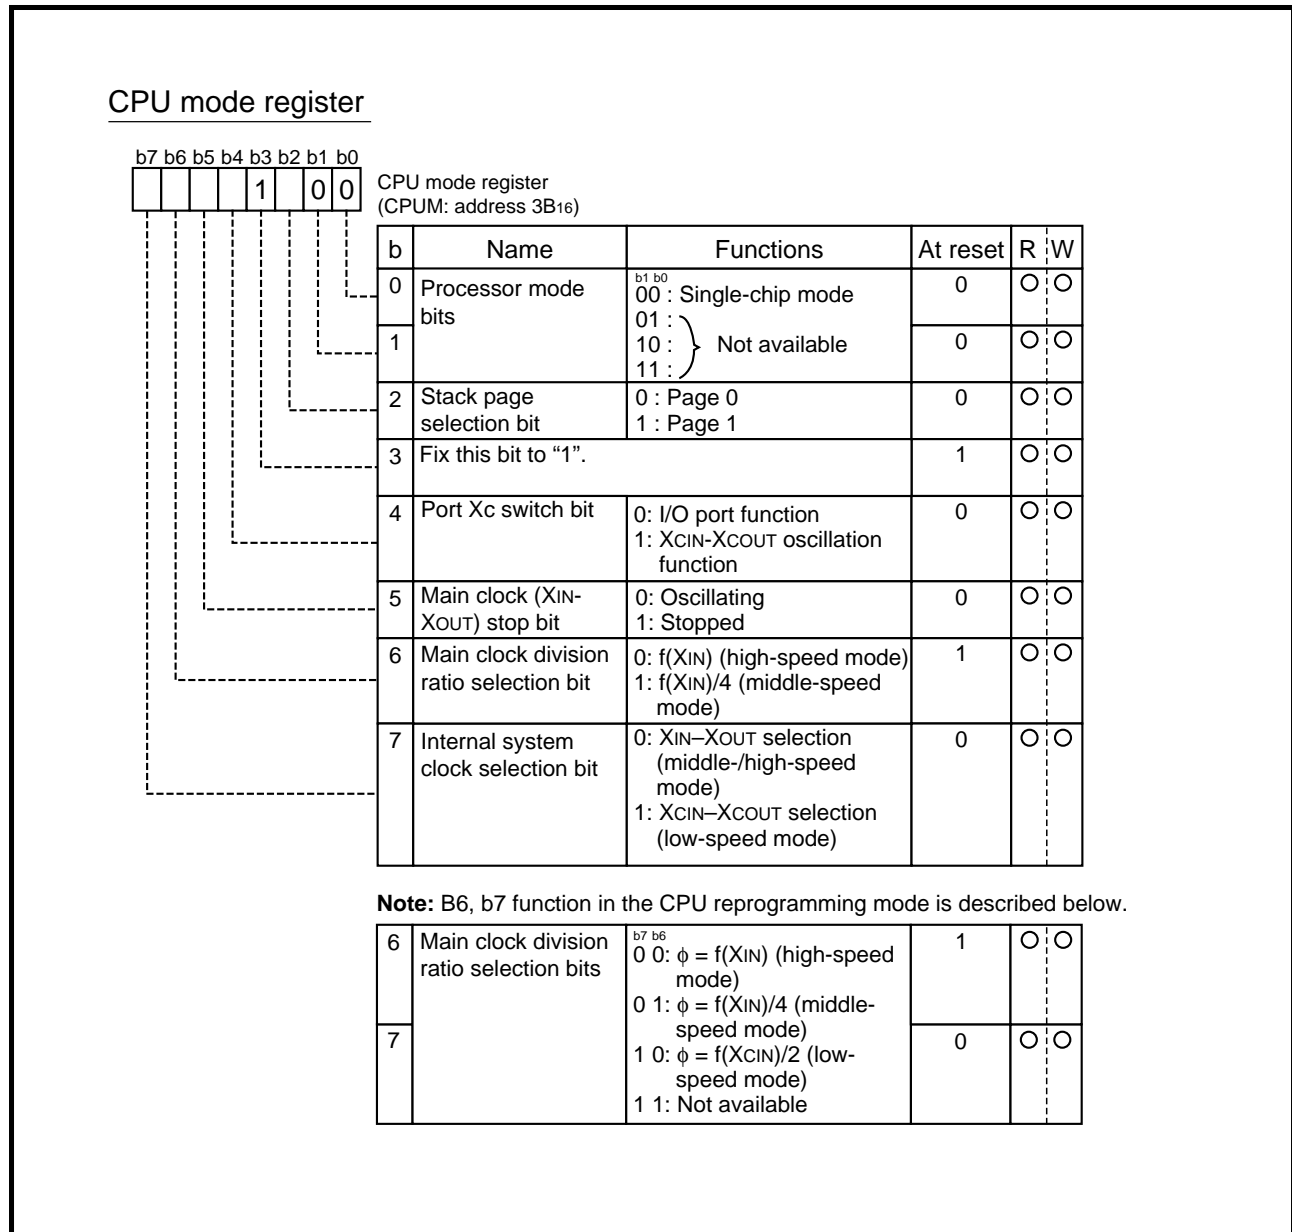 CPU mode register
b7 b6 b5 b4 b3 b2 b1 b0
1 0 0
CPU mode register
(CPUM: address 3B16)
b Name Functions At reset R W
0 Processor mode bits
b1 b0
00 : Single-chip mode
0
1
01 :
10 : Not available
11 :
0
2 Stack page selection bit
0 : Page 0
1 : Page 1
0
3 Fix this bit to “1”.
1
4 Port Xc switch bit
0: I/O port function
1: XCIN-XCOUT oscillation
function
0
5 Main clock (XIN-
XOUT) stop bit
0: Oscillating
1: Stopped
0
6 Main clock division
ratio selection bit
0: f(XIN) (high-speed mode)
1: f(XIN)/4 (middle-speed
mode)
1
7 Internal system
clock selection bit
0: XIN–XOUT selection
(middle-/high-speed
mode)
1: XCIN–XCOUT selection
(low-speed mode)
0
Note: B6, b7 function in the CPU reprogramming mode is described below.
6 Main clock division
ratio selection bits
b7 b6
0 0: ϕ = f(XIN) (high-speed
mode)
0 1: ϕ = f(XIN)/4 (middle-
speed mode)
1
7
1 0: ϕ = f(XCIN)/2 (low-
speed mode)
1 1: Not available
0